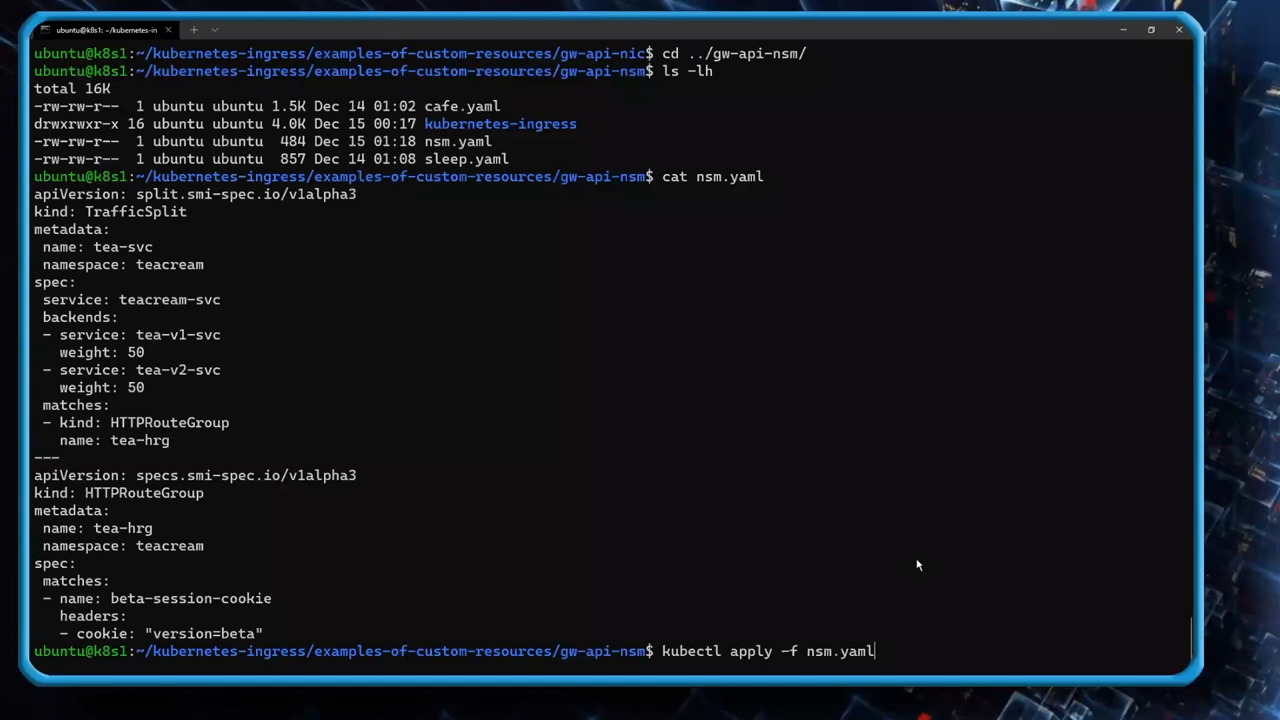 ubuntu@k8s1: ~/kubernetes-in
ubuntu@k8s1:~/kubernetes-ingress/examples-of-custom-resources/gw-api-nic$ cd ../gw-api-nsm/
ubuntu@k8s1:~/kubernetes-ingress/examples-of-custom-resources/gw-api-nsm$ ls -lh
total 16K
-rw-rw-r--  1 ubuntu ubuntu 1.5K Dec 14 01:02 cafe.yaml
drwxrwxr-x 16 ubuntu ubuntu 4.0K Dec 15 00:17 kubernetes-ingress
-rw-rw-r--  1 ubuntu ubuntu  484 Dec 15 01:18 nsm.yaml
-rw-rw-r--  1 ubuntu ubuntu  857 Dec 14 01:08 sleep.yaml
ubuntu@k8s1:~/kubernetes-ingress/examples-of-custom-resources/gw-api-nsm$ cat nsm.yaml
apiVersion: split.smi-spec.io/v1alpha3
kind: TrafficSplit
metadata:
 name: tea-svc
 namespace: teacream
spec:
 service: teacream-svc
 backends:
 - service: tea-v1-svc
   weight: 50
 - service: tea-v2-svc
   weight: 50
 matches:
 - kind: HTTPRouteGroup
   name: tea-hrg
---
apiVersion: specs.smi-spec.io/v1alpha3
kind: HTTPRouteGroup
metadata:
 name: tea-hrg
 namespace: teacream
spec:
 matches:
 - name: beta-session-cookie
   headers:
   - cookie: "version=beta"
ubuntu@k8s1:~/kubernetes-ingress/examples-of-custom-resources/gw-api-nsm$ kubectl apply -f nsm.yaml